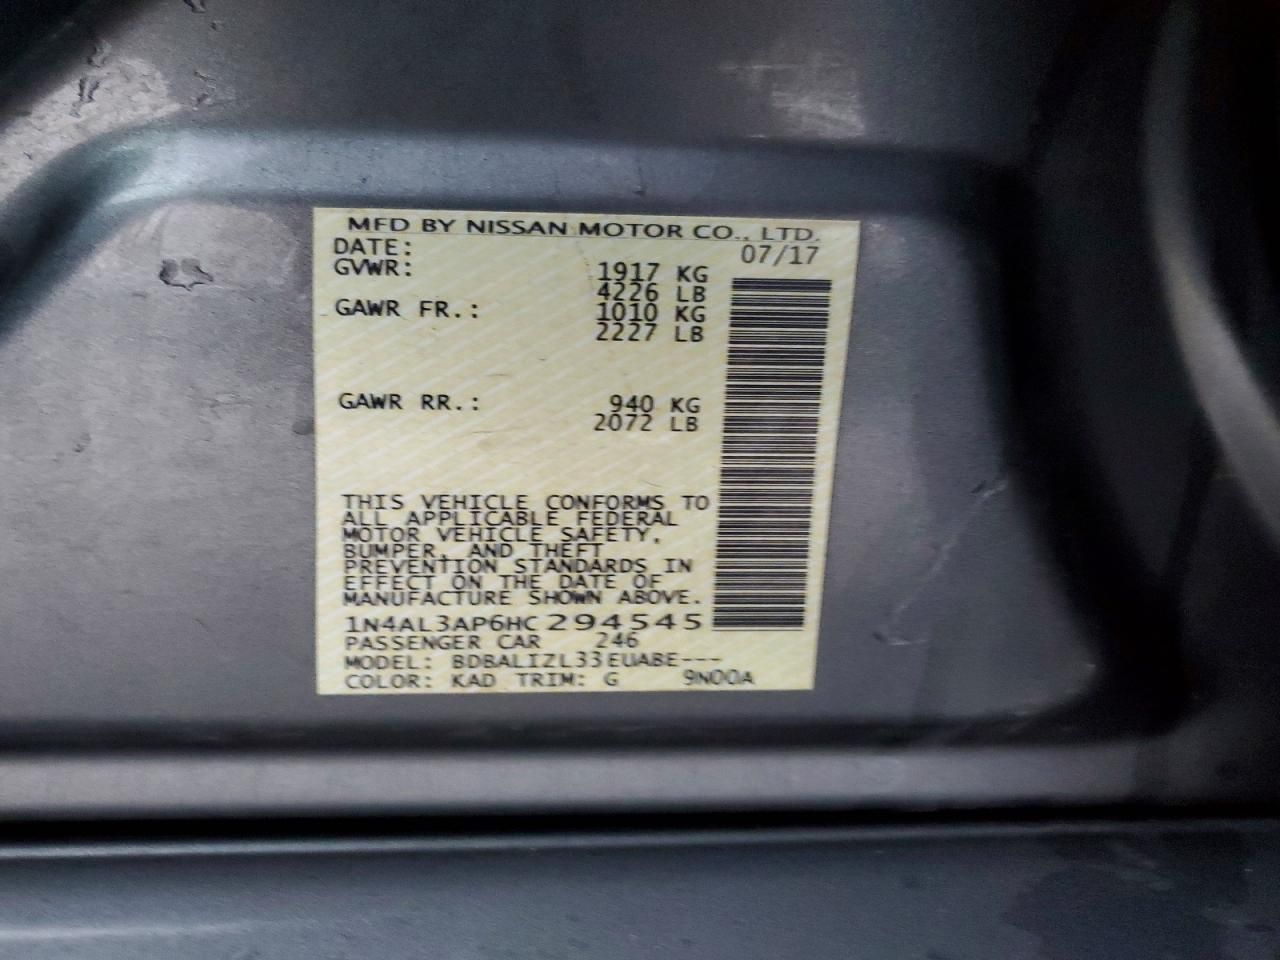 MFD BY NISSAN MOTOR CO., LTD.
DATE: 07/17
GVWR: 1917 KG
4226 LB
GAWR FR.: 1010 KG
2227 LB
GAWR RR.: 940 KG
2072 LB
THIS VEHICLE CONFORMS TO
ALL APPLICABLE FEDERAL
MOTOR VEHICLE SAFETY,
BUMPER, AND THEFT
PREVENTION STANDARDS IN
EFFECT ON THE DATE OF
MANUFACTURE SHOWN ABOVE.
1N4AL3AP6HC294545
PASSENGER CAR 246
MODEL: BDBALIZL33EUABE---
COLOR: KAD TRIM: G 9N00A